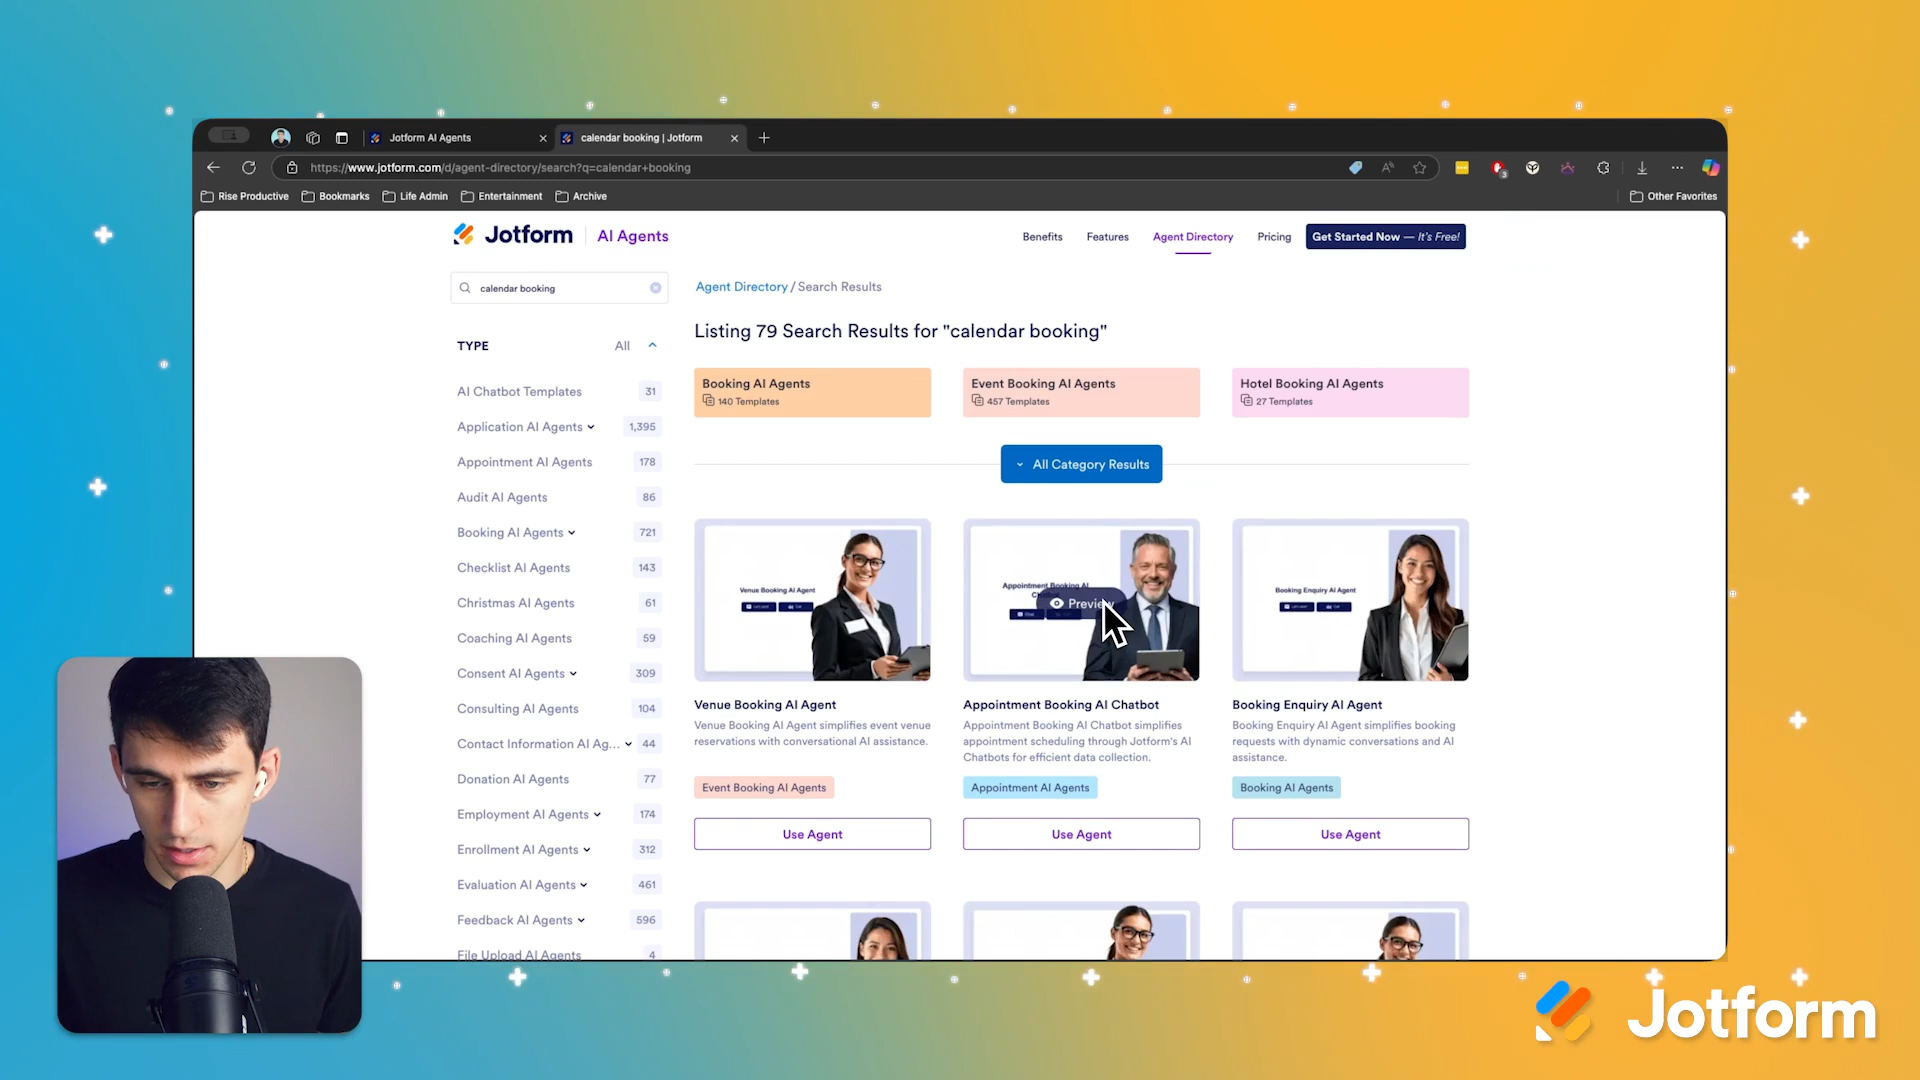 Jotform AI Agents
calendar booking | Jotform
https://www.jotform.com/d/agent-directory/search?q=calendar+booking
3
Rise Productive
Bookmarks
Life Admin
Entertainment
Archive
Other Favorites
Jotform
AI Agents
Benefits
Features
Agent Directory
Pricing
Get Started Now — It's Free!
calendar booking
Agent Directory / Search Results
Listing 79 Search Results for "calendar booking"
TYPE
All
AI Chatbot Templates 31
Application AI Agents 1,395
Appointment AI Agents 178
Audit AI Agents 86
Booking AI Agents 721
Checklist AI Agents 143
Christmas AI Agents 61
Coaching AI Agents 59
Consent AI Agents 309
Consulting AI Agents 104
Contact Information AI Ag... 44
Donation AI Agents 77
Employment AI Agents 174
Enrollment AI Agents 312
Evaluation AI Agents 461
Feedback AI Agents 596
File Upload AI Agents 4
Booking AI Agents
140 Templates
Event Booking AI Agents
457 Templates
Hotel Booking AI Agents
27 Templates
All Category Results
Venue Booking AI Agent
Appointment Booking AI
Preview
Booking Enquiry AI Agent
Venue Booking AI Agent
Venue Booking AI Agent simplifies event venue
reservations with conversational AI assistance.
Event Booking AI Agents
Use Agent
Appointment Booking AI Chatbot
Appointment Booking AI Chatbot simplifies
appointment scheduling through Jotform's AI
Chatbots for efficient data collection.
Appointment AI Agents
Use Agent
Booking Enquiry AI Agent
Booking Enquiry AI Agent simplifies booking
requests with dynamic conversations and AI
assistance.
Booking AI Agents
Use Agent
Jotform